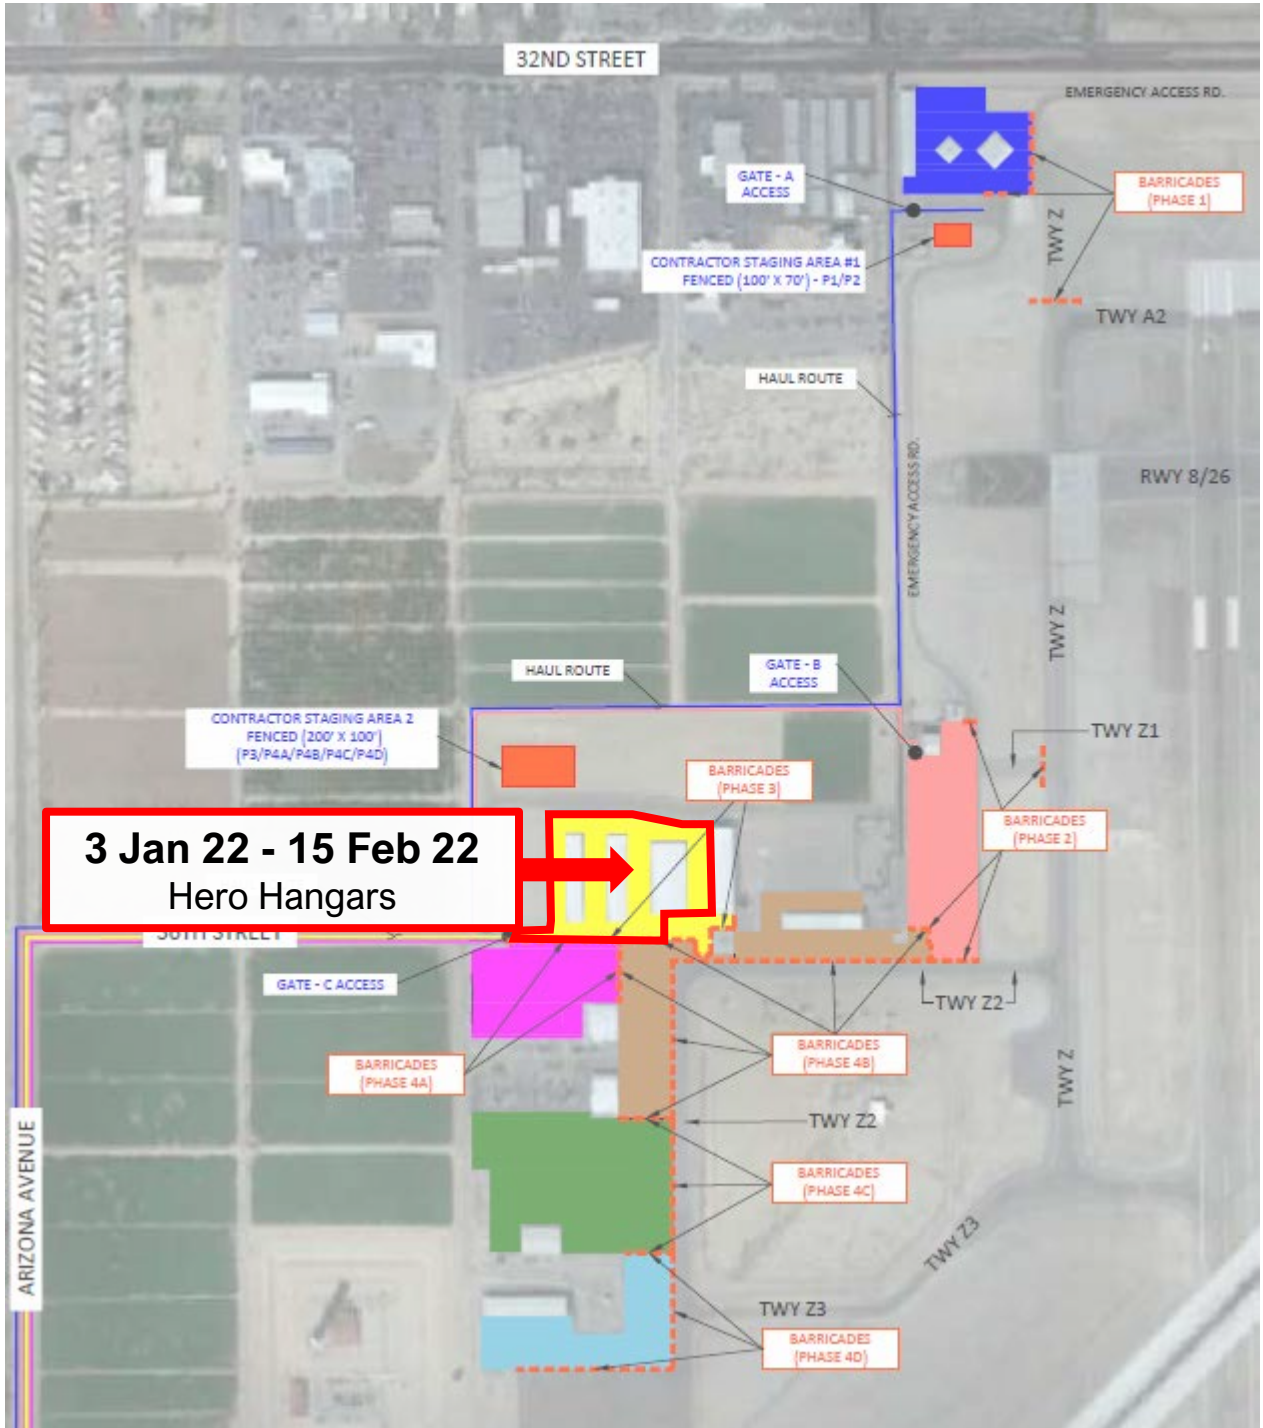 32ND STREET
EMERGENCY ACCESS RD.
GATE - A
ACCESS
BARRICADES
(PHASE 1)
TWY Z
CONTRACTOR STAGING AREA #1
FENCED (100' X 70') - P1/P2
TWY A2
HAUL ROUTE
EMERGENCY ACCESS RD.
RWY 8/26
TWY Z
HAUL ROUTE
GATE - B
ACCESS
CONTRACTOR STAGING AREA 2
FENCED (200' X 100')
(P3/P4A/P4B/P4C/P4D)
TWY Z1
BARRICADES
(PHASE 3)
BARRICADES
(PHASE 2)
3 Jan 22 - 15 Feb 22
Hero Hangars
STREET
GATE - C ACCESS
TWY Z2
BARRICADES
(PHASE 4A)
BARRICADES
(PHASE 4B)
TWY Z
TWY Z2
ARIZONA AVENUE
BARRICADES
(PHASE 4C)
TWY Z3
TWY Z3
BARRICADES
(PHASE 4D)